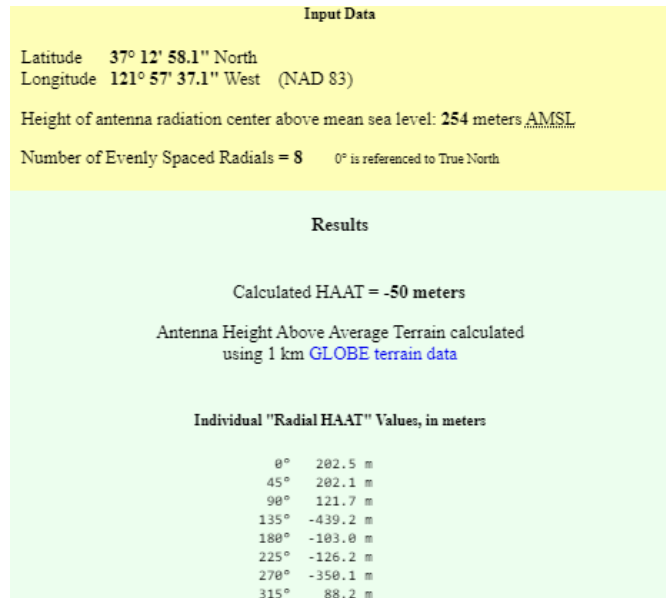 Input Data
Latitude 37° 12' 58.1" North
Longitude 121° 57' 37.1" West (NAD 83)
Height of antenna radiation center above mean sea level: 254 meters AMSL
Number of Evenly Spaced Radials = 8 0° is referenced to True North
Results
Calculated HAAT = -50 meters
Antenna Height Above Average Terrain calculated
using 1 km GLOBE terrain data
Individual "Radial HAAT" Values, in meters
0° 202.5 m
45° 202.1 m
90° 121.7 m
135° -439.2 m
180° -103.0 m
225° -126.2 m
270° -350.1 m
315° 88.2 m